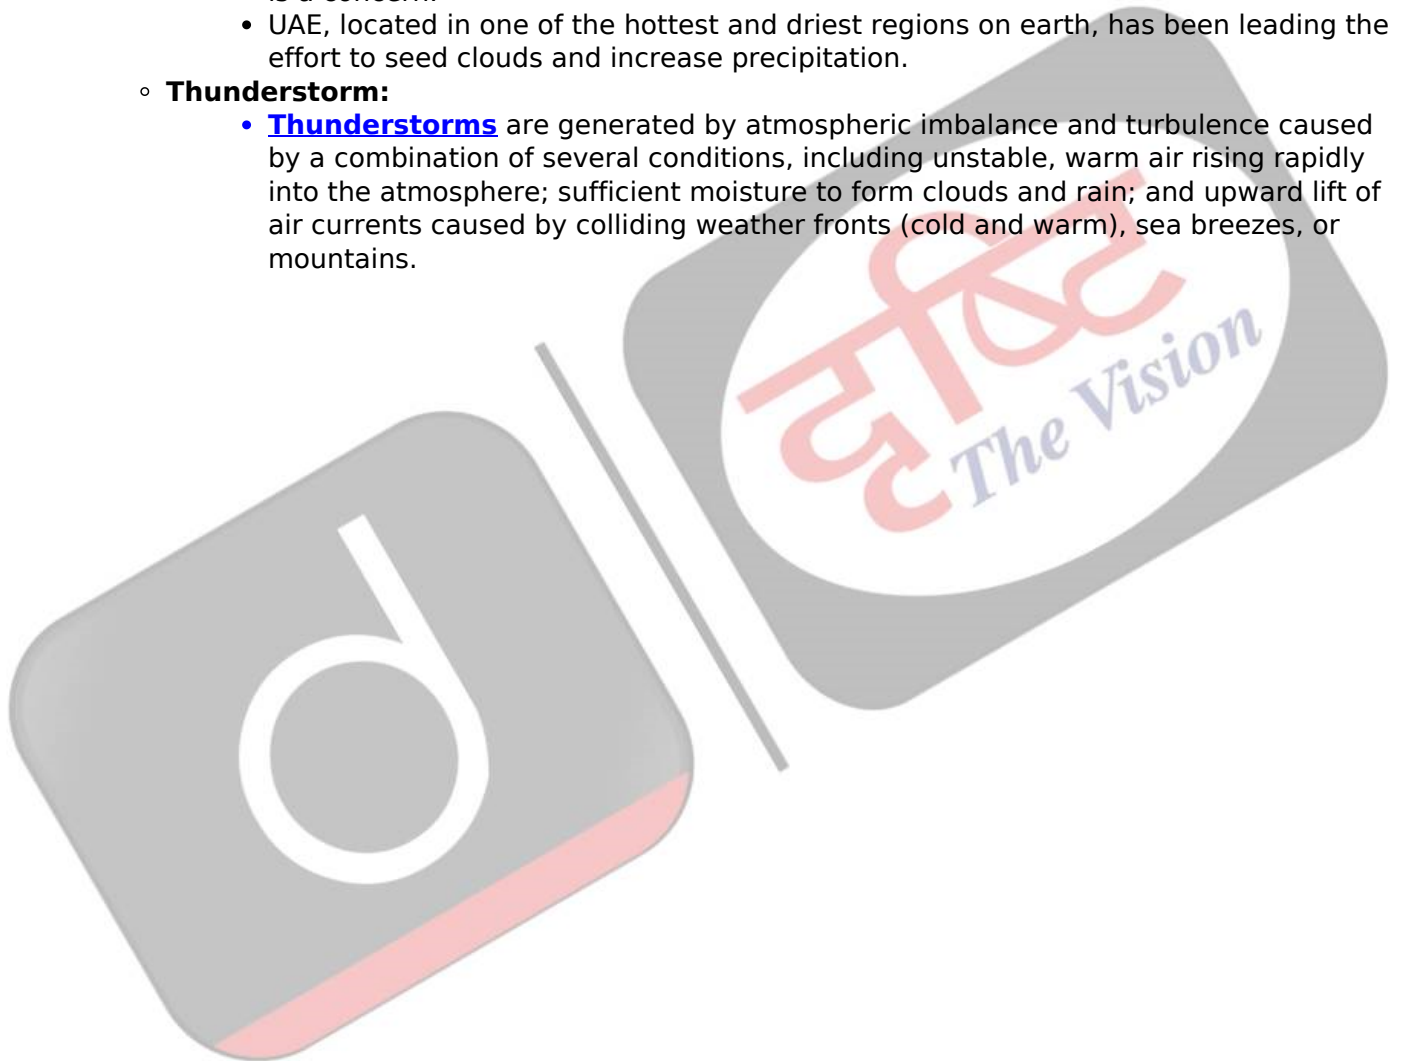 is a concern.
• UAE, located in one of the hottest and driest regions on earth, has been leading the
effort to seed clouds and increase precipitation.
◦ Thunderstorm:
• Thunderstorms are generated by atmospheric imbalance and turbulence caused
by a combination of several conditions, including unstable, warm air rising rapidly
into the atmosphere; sufficient moisture to form clouds and rain; and upward lift of
air currents caused by colliding weather fronts (cold and warm), sea breezes, or
mountains.
दृष्टि
The Vision
d